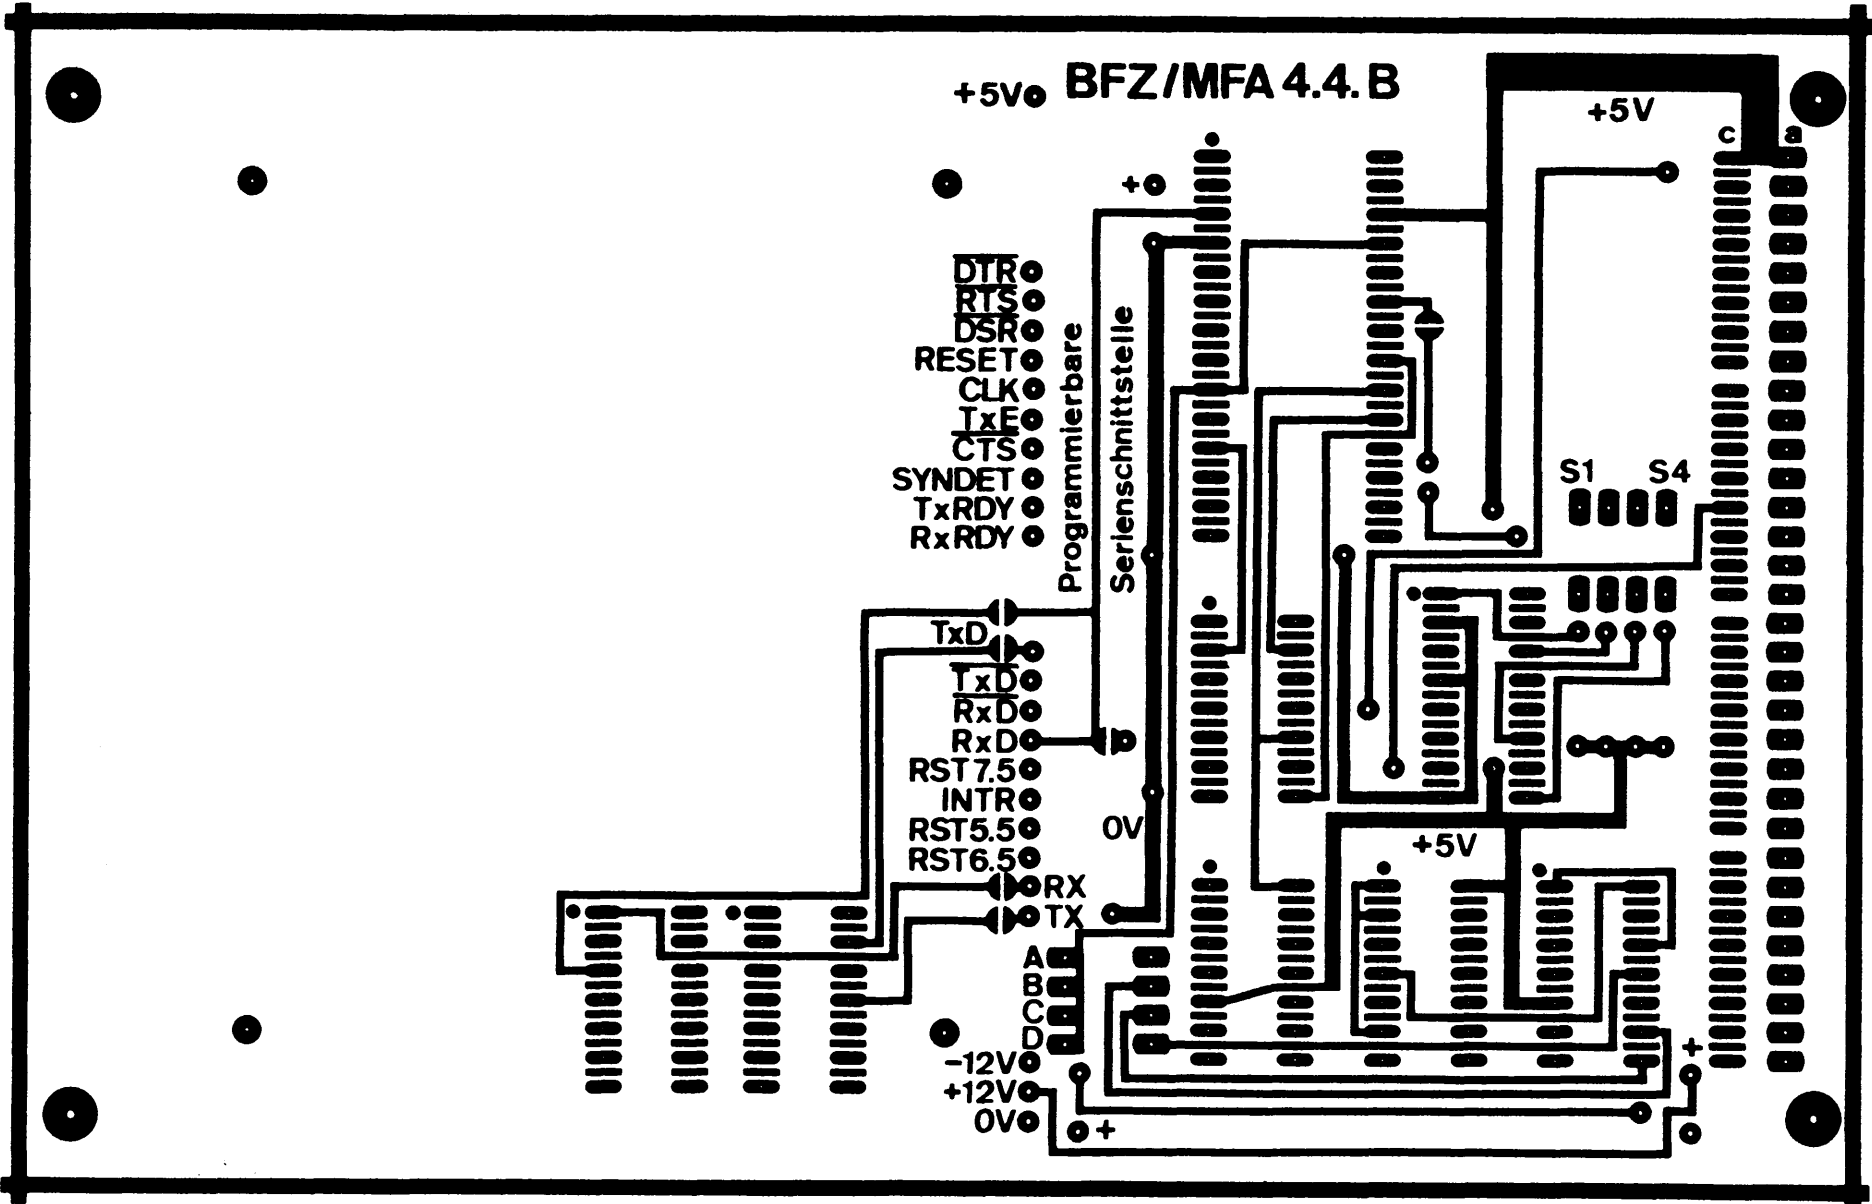 BFZ/MFA 4.4.B
+5V
+5V
c a
+
DTR
RTS
DSR
RESET
CLK
TxE
CTS
SYNDET
TxRDY
RxRDY
Programmierbare
Serienschnittstelle
S1 S4
TxD
TxD
RxD
RxD
RST7.5
INTR
RST5.5
RST6.5
0V
+5V
RX
TX
A
B
C
D
-12V
+12V
0V
+
+